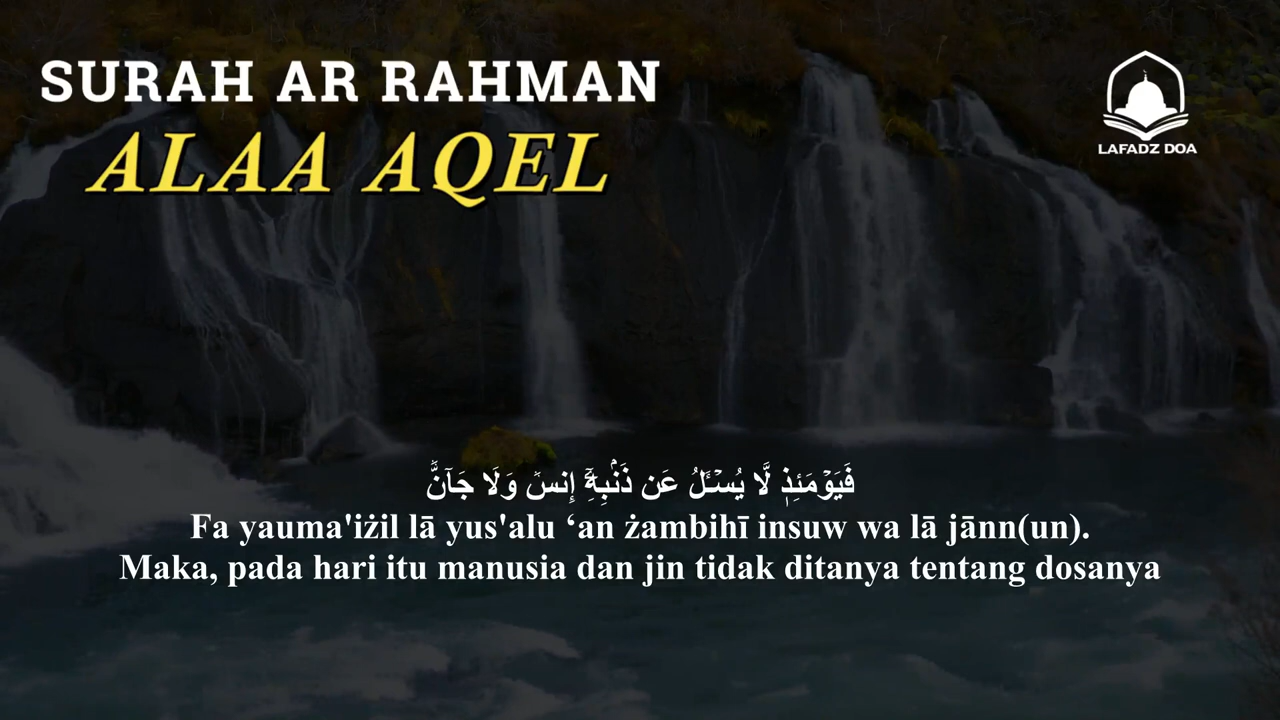 SURAH AR RAHMAN
ALAA AQEL
LAFADZ DOA
فَيَوْمَئِذٍ لَّا يُسْـَٔلُ عَن ذَنۢبِهِۦٓ إِنسٌ وَلَا جَآنٌّ
Fa yauma'iżil lā yus'alu ‘an żambihī insuw wa lā jānn(un).
Maka, pada hari itu manusia dan jin tidak ditanya tentang dosanya